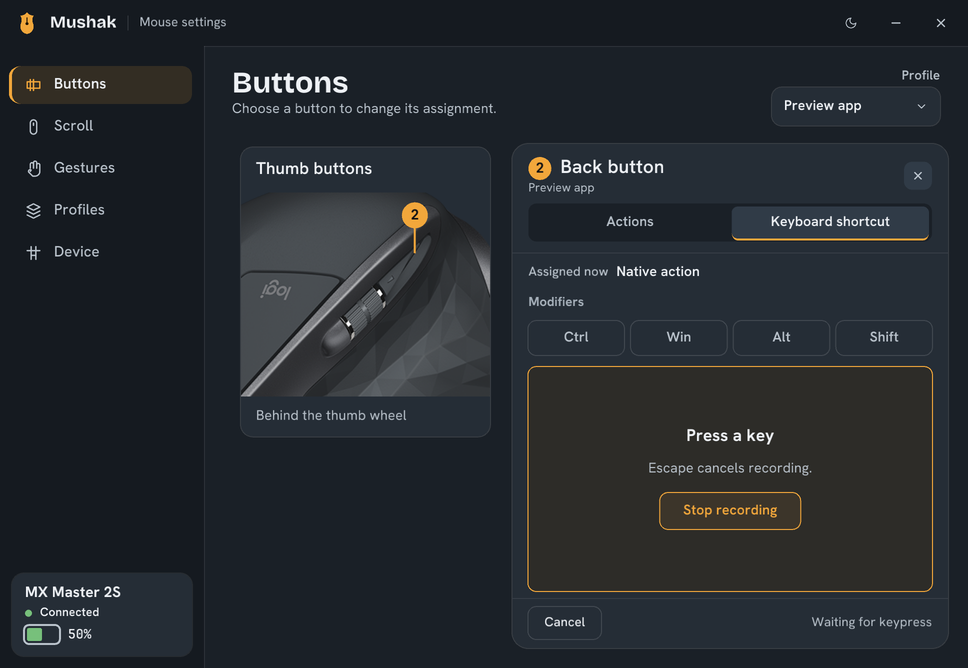 Mushak
Mouse settings
Buttons
Scroll
Gestures
Profiles
Device
MX Master 2S
Connected
50%
Buttons
Choose a button to change its assignment.
Profile
Preview app
Thumb buttons
2
logi
Behind the thumb wheel
2 Back button
Preview app
Actions
Keyboard shortcut
Assigned now Native action
Modifiers
Ctrl
Win
Alt
Shift
Press a key
Escape cancels recording.
Stop recording
Cancel
Waiting for keypress